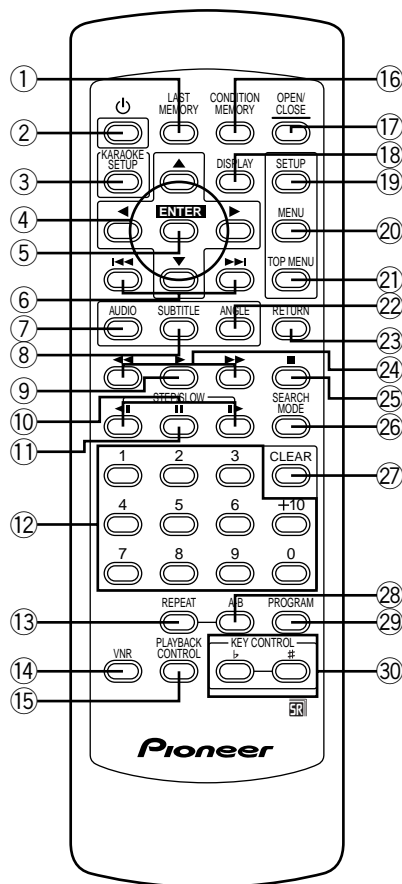 1 LAST MEMORY CONDITION MEMORY OPEN/CLOSE 16
2 17
KARAOKE SETUP DISPLAY SETUP 18
3 19
4 ENTER MENU 20
5
6 TOP MENU 21
7 AUDIO SUBTITLE ANGLE RETURN 22
8 23
9 24
10 STEP/SLOW SEARCH MODE 25
11 26
12 1 2 3 CLEAR 27
4 5 6 +10
7 8 9 0
REPEAT A-B PROGRAM 28
13 29
VNR PLAYBACK CONTROL KEY CONTROL
14 ♭ ♯ 30
15
SR
Pioneer